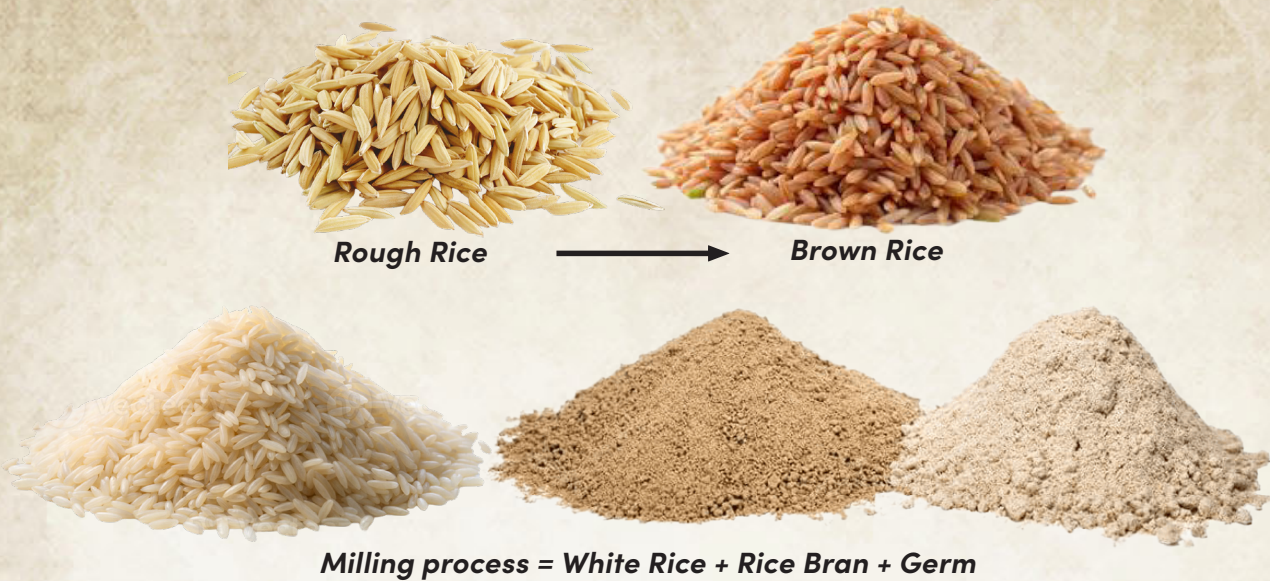 Rough Rice
Brown Rice
Milling process = White Rice + Rice Bran + Germ